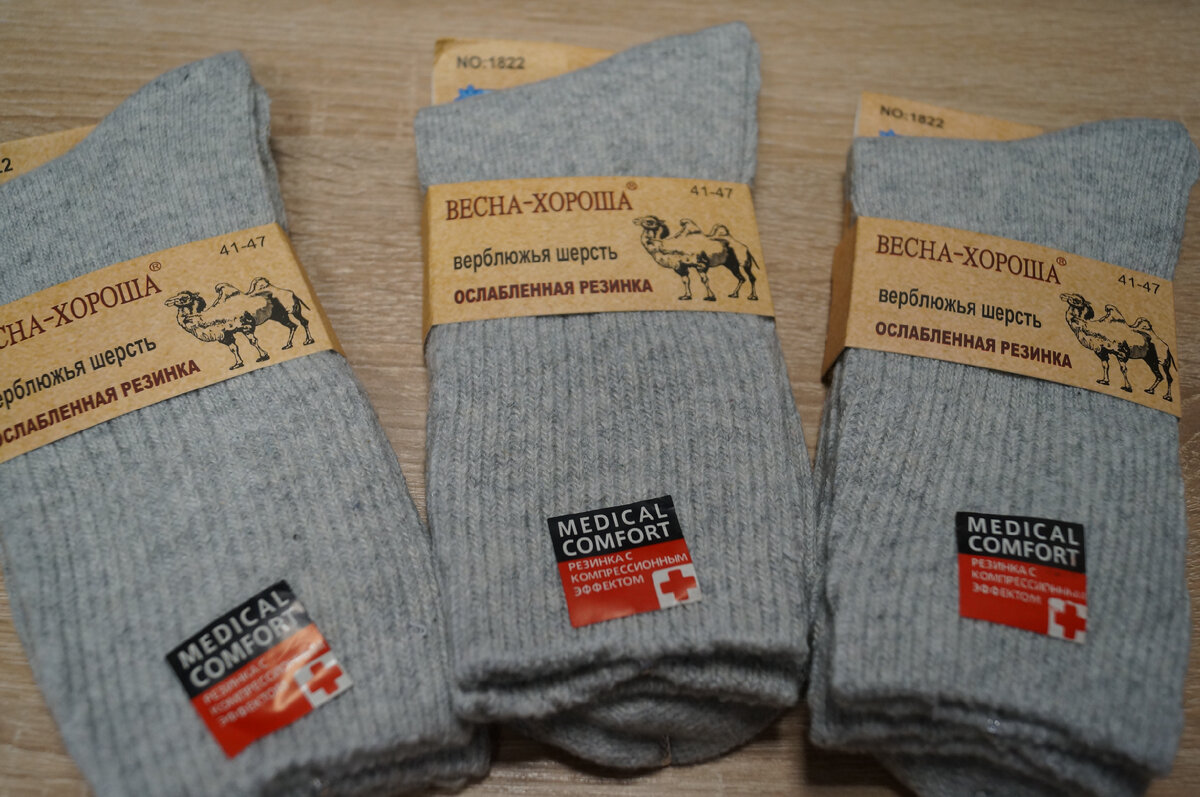 41-47
ВЕСНА-ХОРОША®
верблюжья шерсть
ОСЛАБЛЕННАЯ РЕЗИНКА
MEDICAL
COMFORT
РЕЗИНКА С
КОМПРЕССИОННЫМ
ЭФФЕКТОМ
NO:1822
ВЕСНА-ХОРОША®
41-47
верблюжья шерсть
ОСЛАБЛЕННАЯ РЕЗИНКА
MEDICAL
COMFORT
РЕЗИНКА С
КОМПРЕССИОННЫМ
ЭФФЕКТОМ
NO:1822
ВЕСНА-ХОРОША®
41-47
верблюжья шерсть
ОСЛАБЛЕННАЯ РЕЗИНКА
MEDICAL
COMFORT
РЕЗИНКА С
КОМПРЕССИОННЫМ
ЭФФЕКТОМ